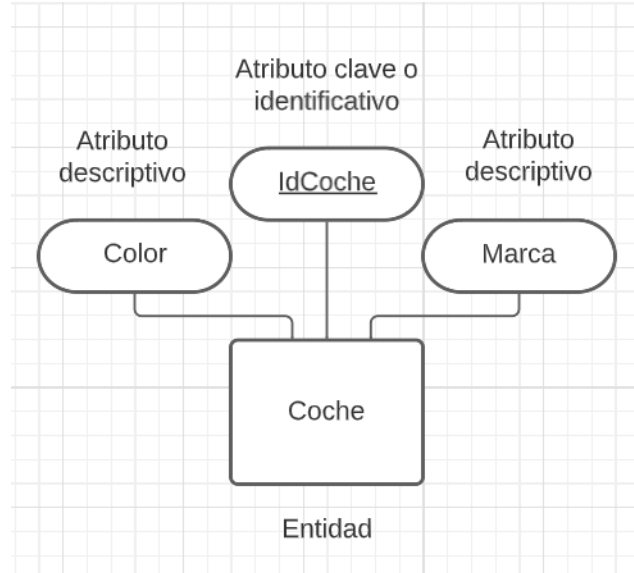 Atributo clave o
identificativo
Atributo
descriptivo
IdCoche
Atributo
descriptivo
Color
Marca
Coche
Entidad